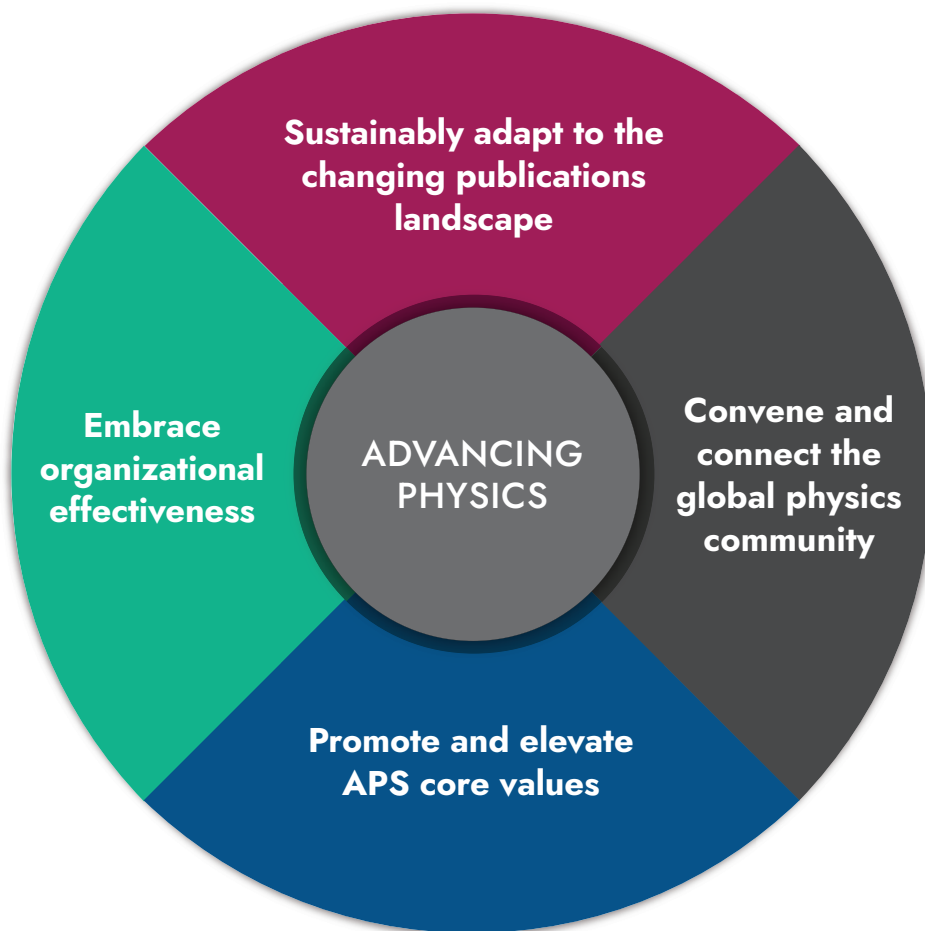 Sustainably adapt to the
changing publications
landscape
Embrace
organizational
effectiveness
ADVANCING
PHYSICS
Convene and
connect the
global physics
community
Promote and elevate
APS core values